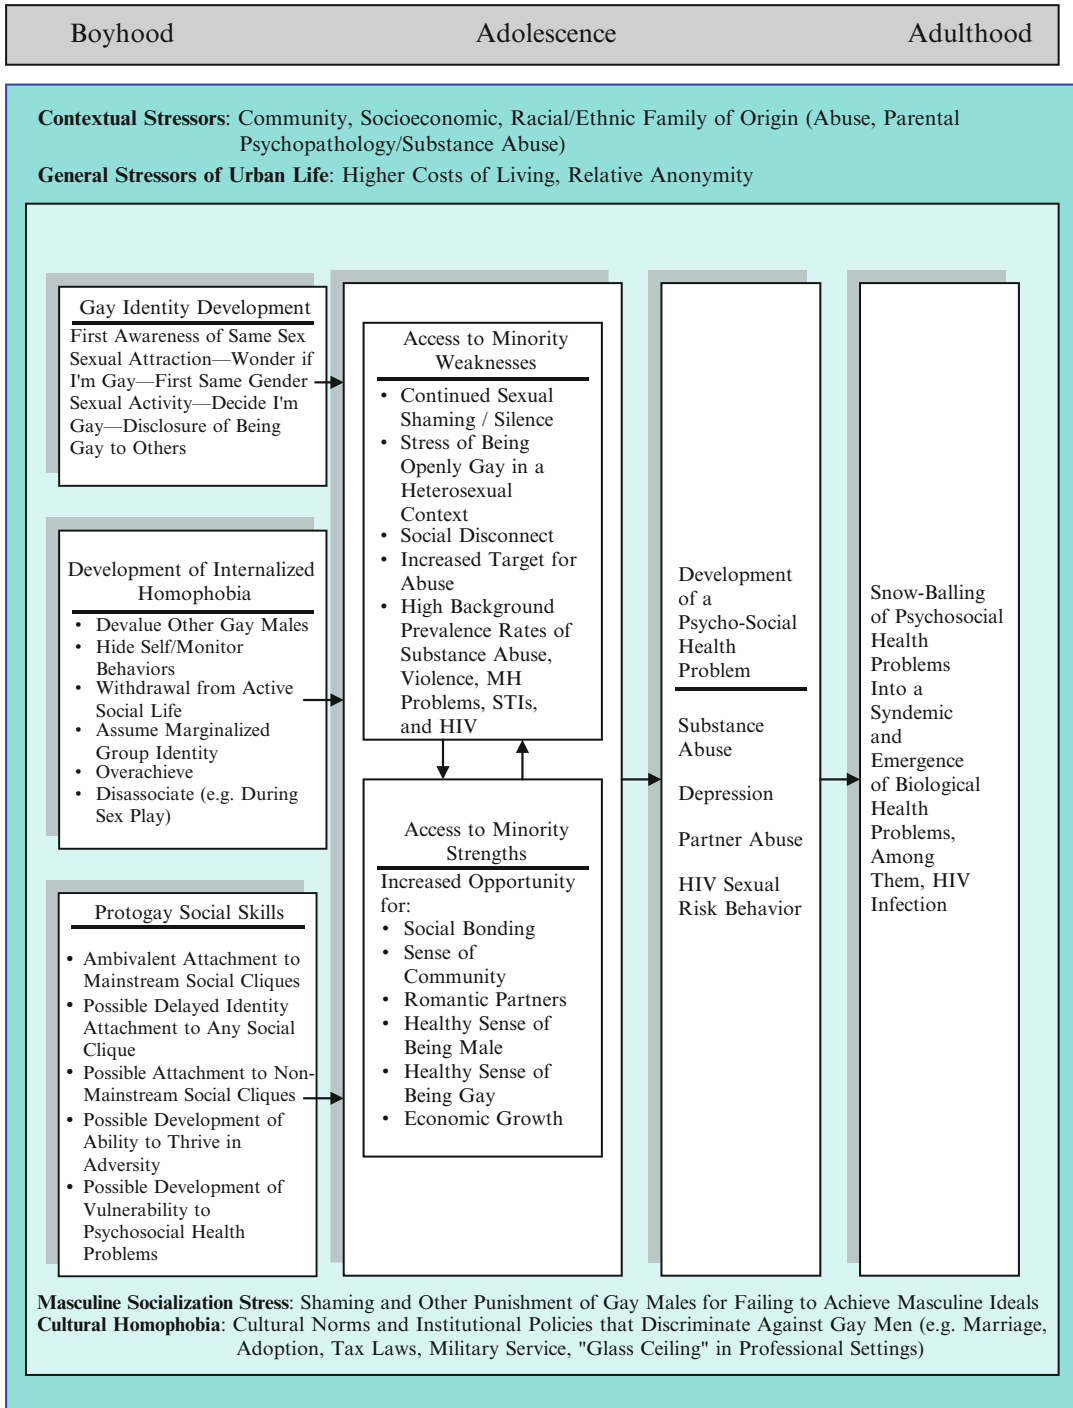 Boyhood Adolescence Adulthood
Contextual Stressors: Community, Socioeconomic, Racial/Ethnic Family of Origin (Abuse, Parental
Psychopathology/Substance Abuse)
General Stressors of Urban Life: Higher Costs of Living, Relative Anonymity
Gay Identity Development
First Awareness of Same Sex
Sexual Attraction—Wonder if
I'm Gay—First Same Gender
Sexual Activity—Decide I'm
Gay—Disclosure of Being
Gay to Others
Development of Internalized
Homophobia
• Devalue Other Gay Males
• Hide Self/Monitor
Behaviors
• Withdrawal from Active
Social Life
• Assume Marginalized
Group Identity
• Overachieve
• Disassociate (e.g. During
Sex Play)
Protogay Social Skills
• Ambivalent Attachment to
Mainstream Social Cliques
• Possible Delayed Identity
Attachment to Any Social
Clique
• Possible Attachment to Non-
Mainstream Social Cliques
• Possible Development of
Ability to Thrive in
Adversity
• Possible Development of
Vulnerability to
Psychosocial Health
Problems
Access to Minority
Weaknesses
• Continued Sexual
Shaming / Silence
• Stress of Being
Openly Gay in a
Heterosexual
Context
• Social Disconnect
• Increased Target for
Abuse
• High Background
Prevalence Rates of
Substance Abuse,
Violence, MH
Problems, STIs,
and HIV
Access to Minority
Strengths
Increased Opportunity
for:
• Social Bonding
• Sense of
Community
• Romantic Partners
• Healthy Sense of
Being Male
• Healthy Sense of
Being Gay
• Economic Growth
Development
of a
Psycho-Social
Health
Problem
Substance
Abuse
Depression
Partner Abuse
HIV Sexual
Risk Behavior
Snow-Balling
of Psychosocial
Health
Problems
Into a
Syndemic
and
Emergence
of Biological
Health
Problems,
Among
Them, HIV
Infection
Masculine Socialization Stress: Shaming and Other Punishment of Gay Males for Failing to Achieve Masculine Ideals
Cultural Homophobia: Cultural Norms and Institutional Policies that Discriminate Against Gay Men (e.g. Marriage,
Adoption, Tax Laws, Military Service, "Glass Ceiling" in Professional Settings)